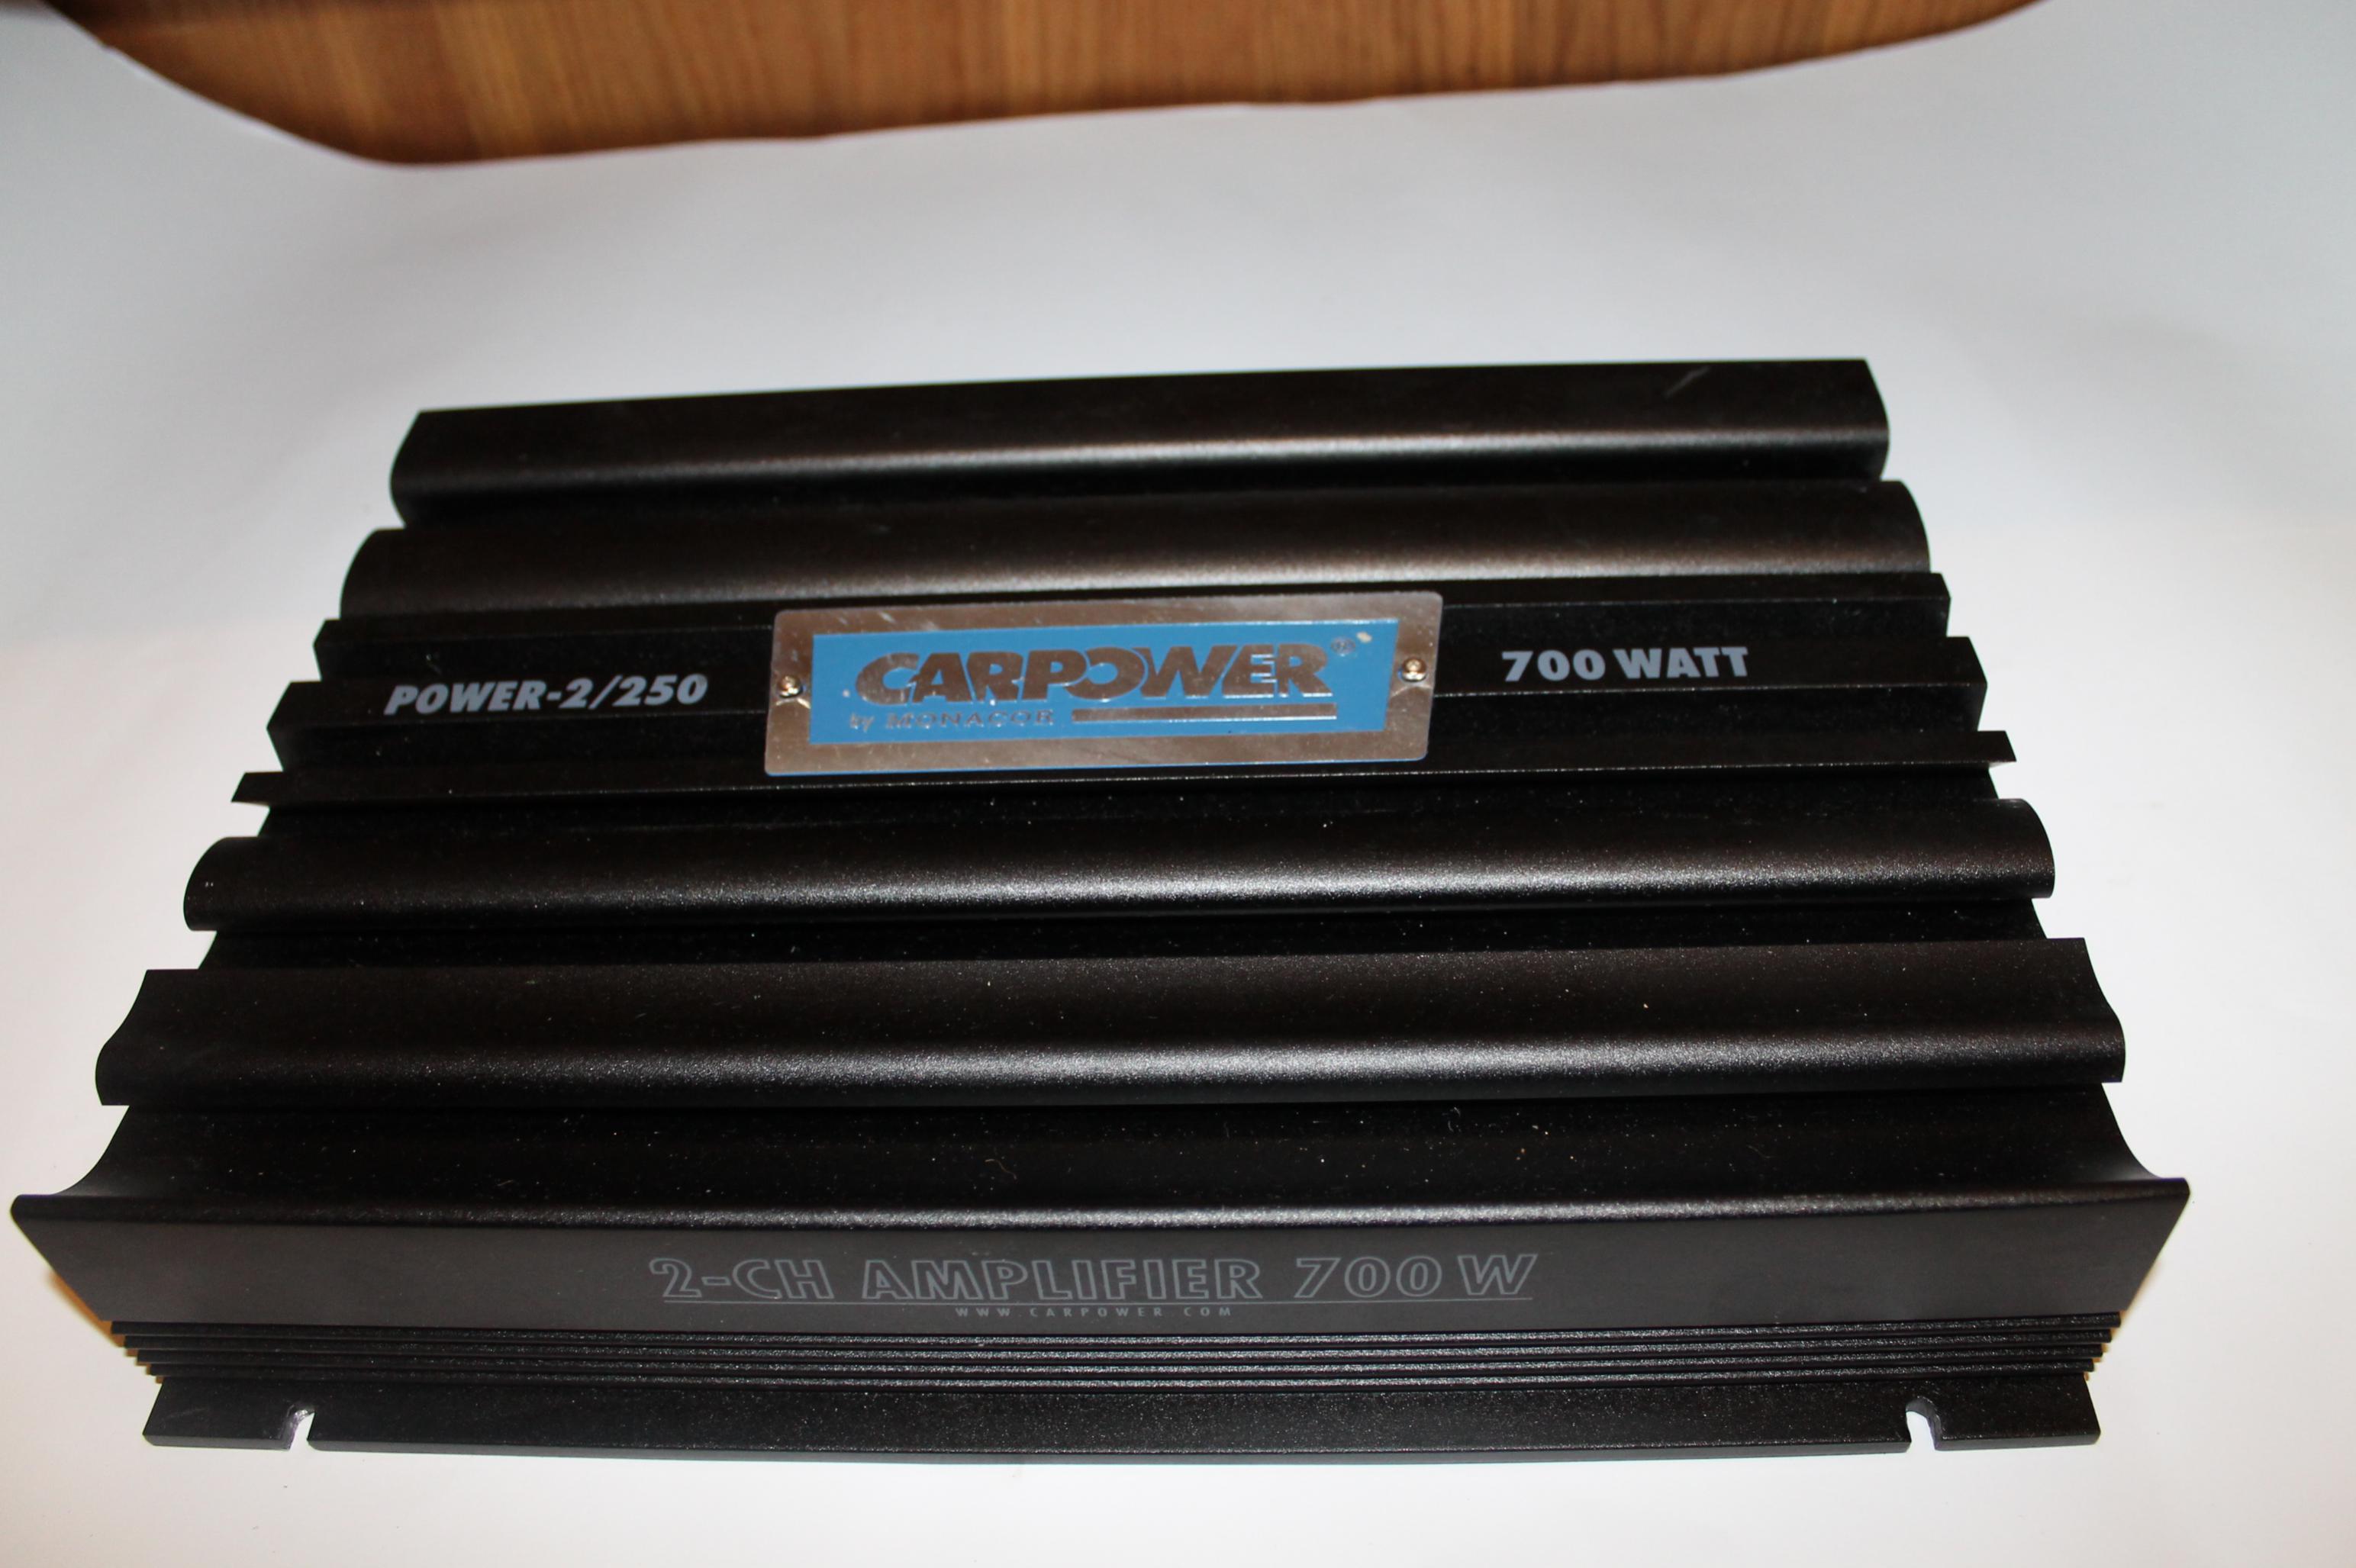 POWER-2/250
CARPOWER®
by MONACOR
700 WATT
2-CH AMPLIFIER 700 W
WWW.CARPOWER.COM